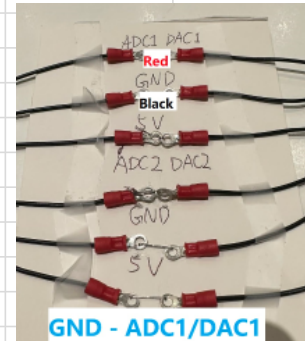 ADC1 DAC1
Red
GND
Black
5V
ADC2 DAC2
GND
5V
GND - ADC1/DAC1